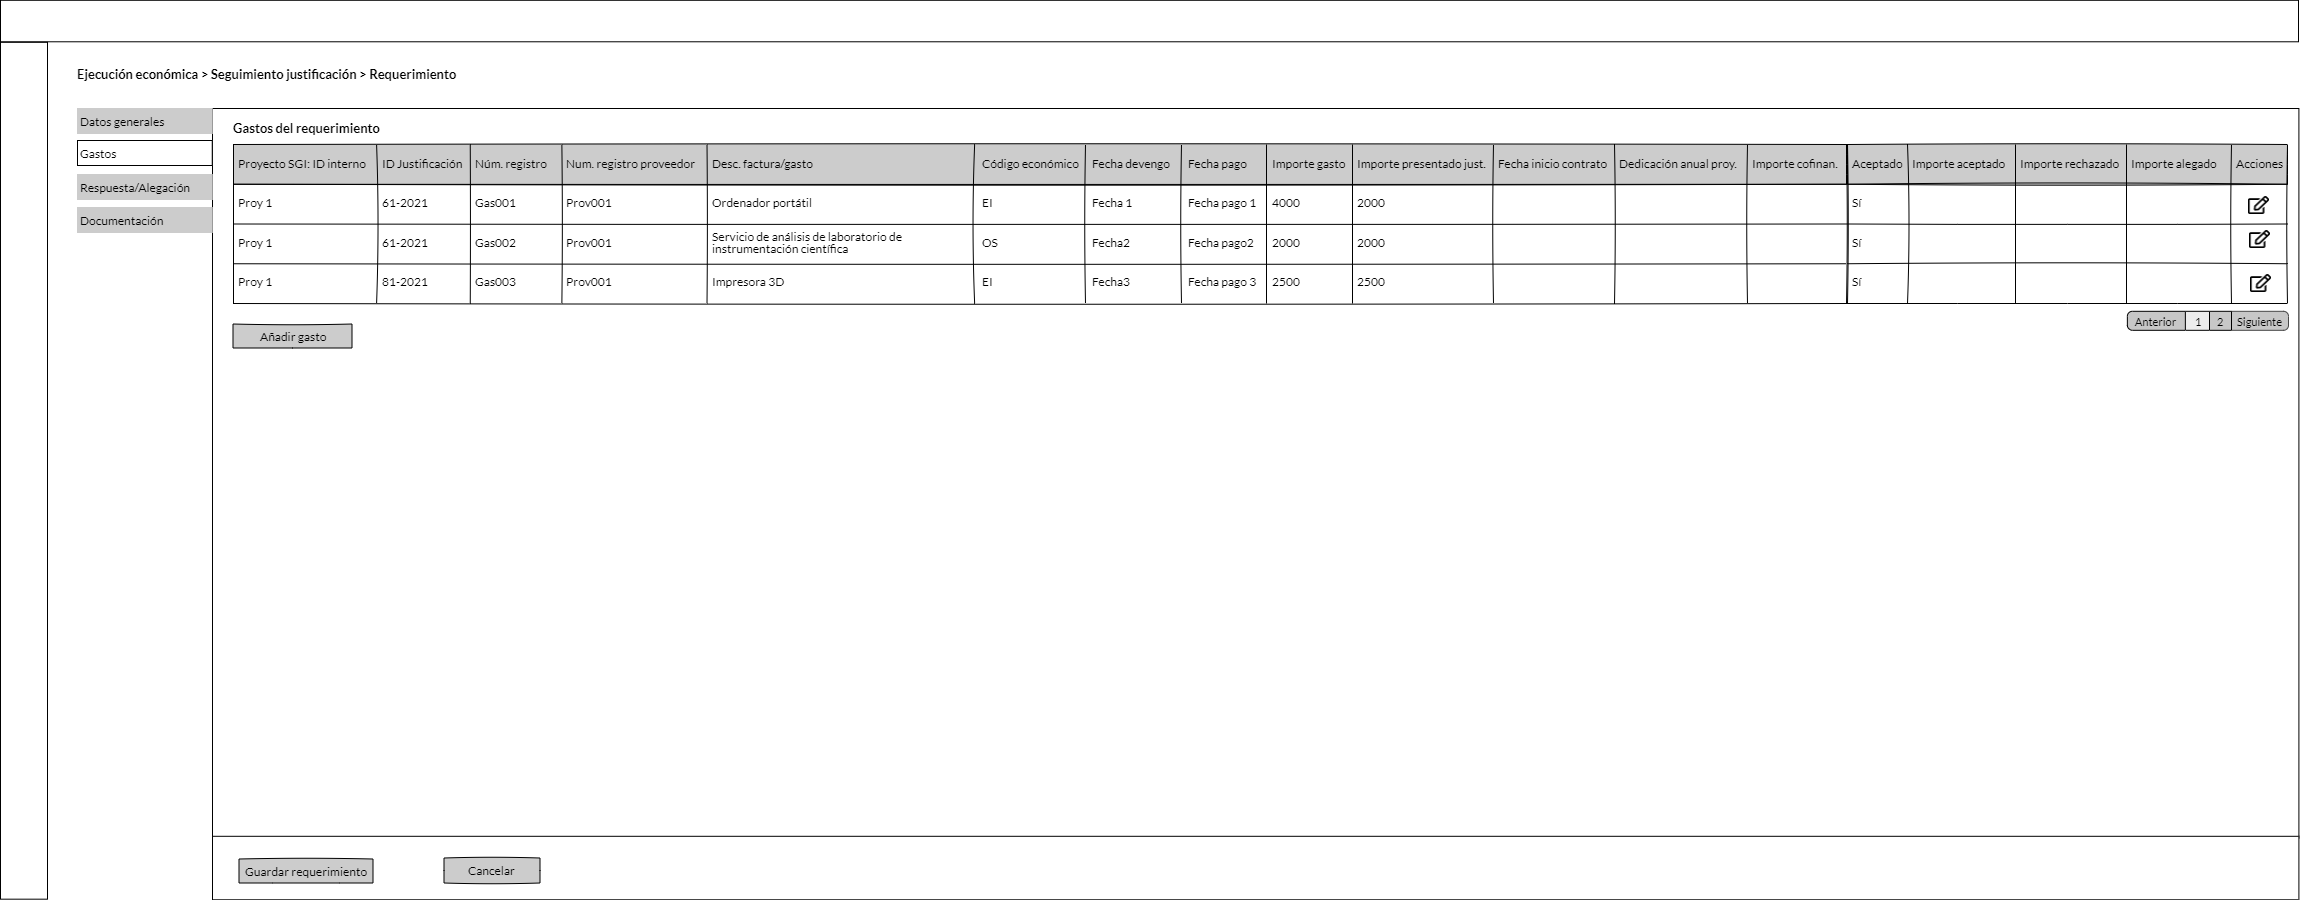 Ejecución económica > Seguimiento justificación > Requerimiento
Datos generales
Gastos
Respuesta/Alegación
Documentación
Gastos del requerimiento
Proyecto SGI: ID interno ID Justificación Núm. registro Num. registro proveedor Desc. factura/gasto Código económico Fecha devengo Fecha pago Importe gasto Importe presentado just. Fecha inicio contrato Dedicación anual proy. Importe cofinan. Aceptado Importe aceptado Importe rechazado Importe alegado Acciones
Proy 1 61-2021 Gas001 Prov001 Ordenador portátil EI Fecha 1 Fecha pago 1 4000 2000 Sí
Proy 1 61-2021 Gas002 Prov001 Servicio de análisis de laboratorio de
instrumentación científica OS Fecha2 Fecha pago2 2000 2000 Sí
Proy 1 81-2021 Gas003 Prov001 Impresora 3D EI Fecha3 Fecha pago 3 2500 2500 Sí
Anterior 1 2 Siguiente
Añadir gasto
Guardar requerimiento Cancelar